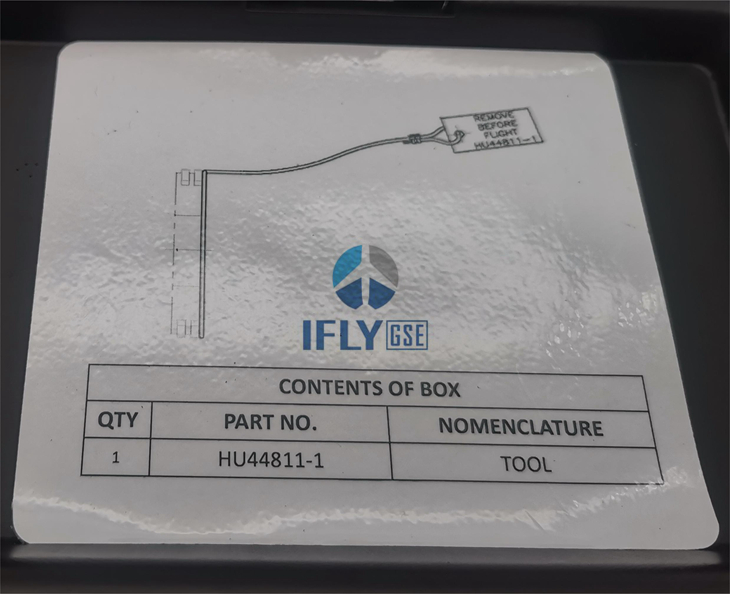 REMOVE
BEFORE
FLIGHT
HU44811-1
IFLY GSE
CONTENTS OF BOX
QTY PART NO. NOMENCLATURE
1 HU44811-1 TOOL